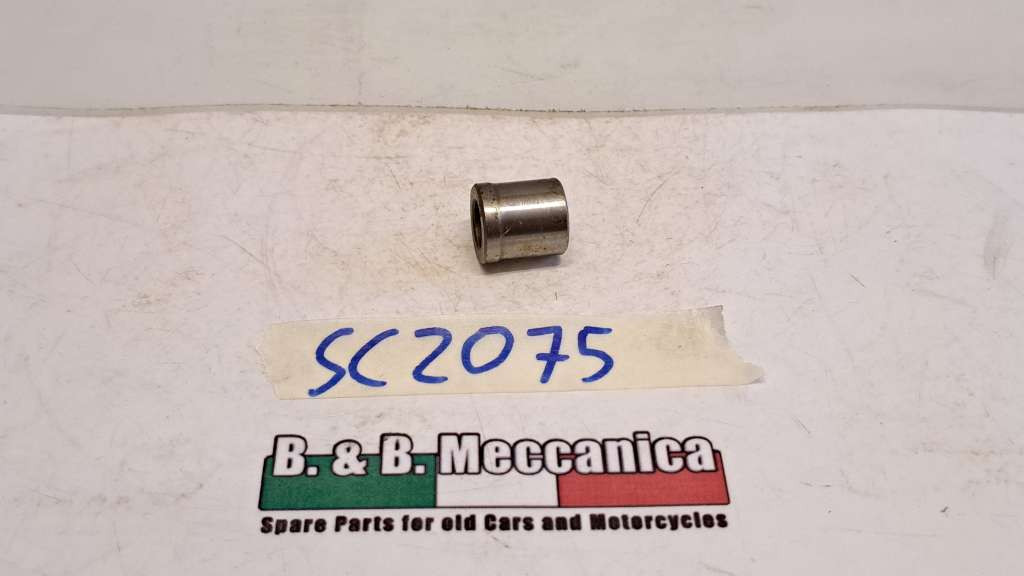 SC2075
B. & B. Meccanica
Spare Parts for old Cars and Motorcycles